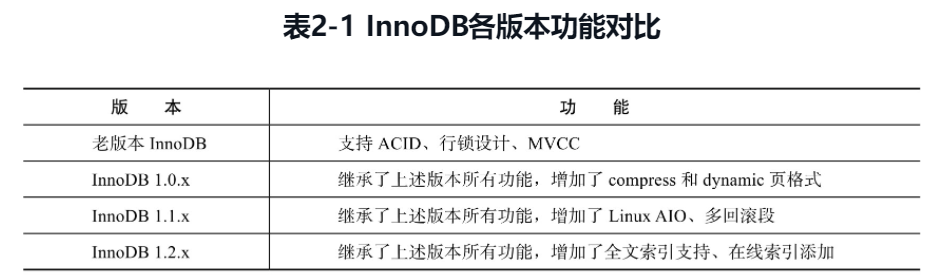 表2-1 InnoDB各版本功能对比
版 本 功 能
老版本 InnoDB 支持 ACID、行锁设计、MVCC
InnoDB 1.0.x 继承了上述版本所有功能，增加了 compress 和 dynamic 页格式
InnoDB 1.1.x 继承了上述版本所有功能，增加了 Linux AIO、多回滚段
InnoDB 1.2.x 继承了上述版本所有功能，增加了全文索引支持、在线索引添加